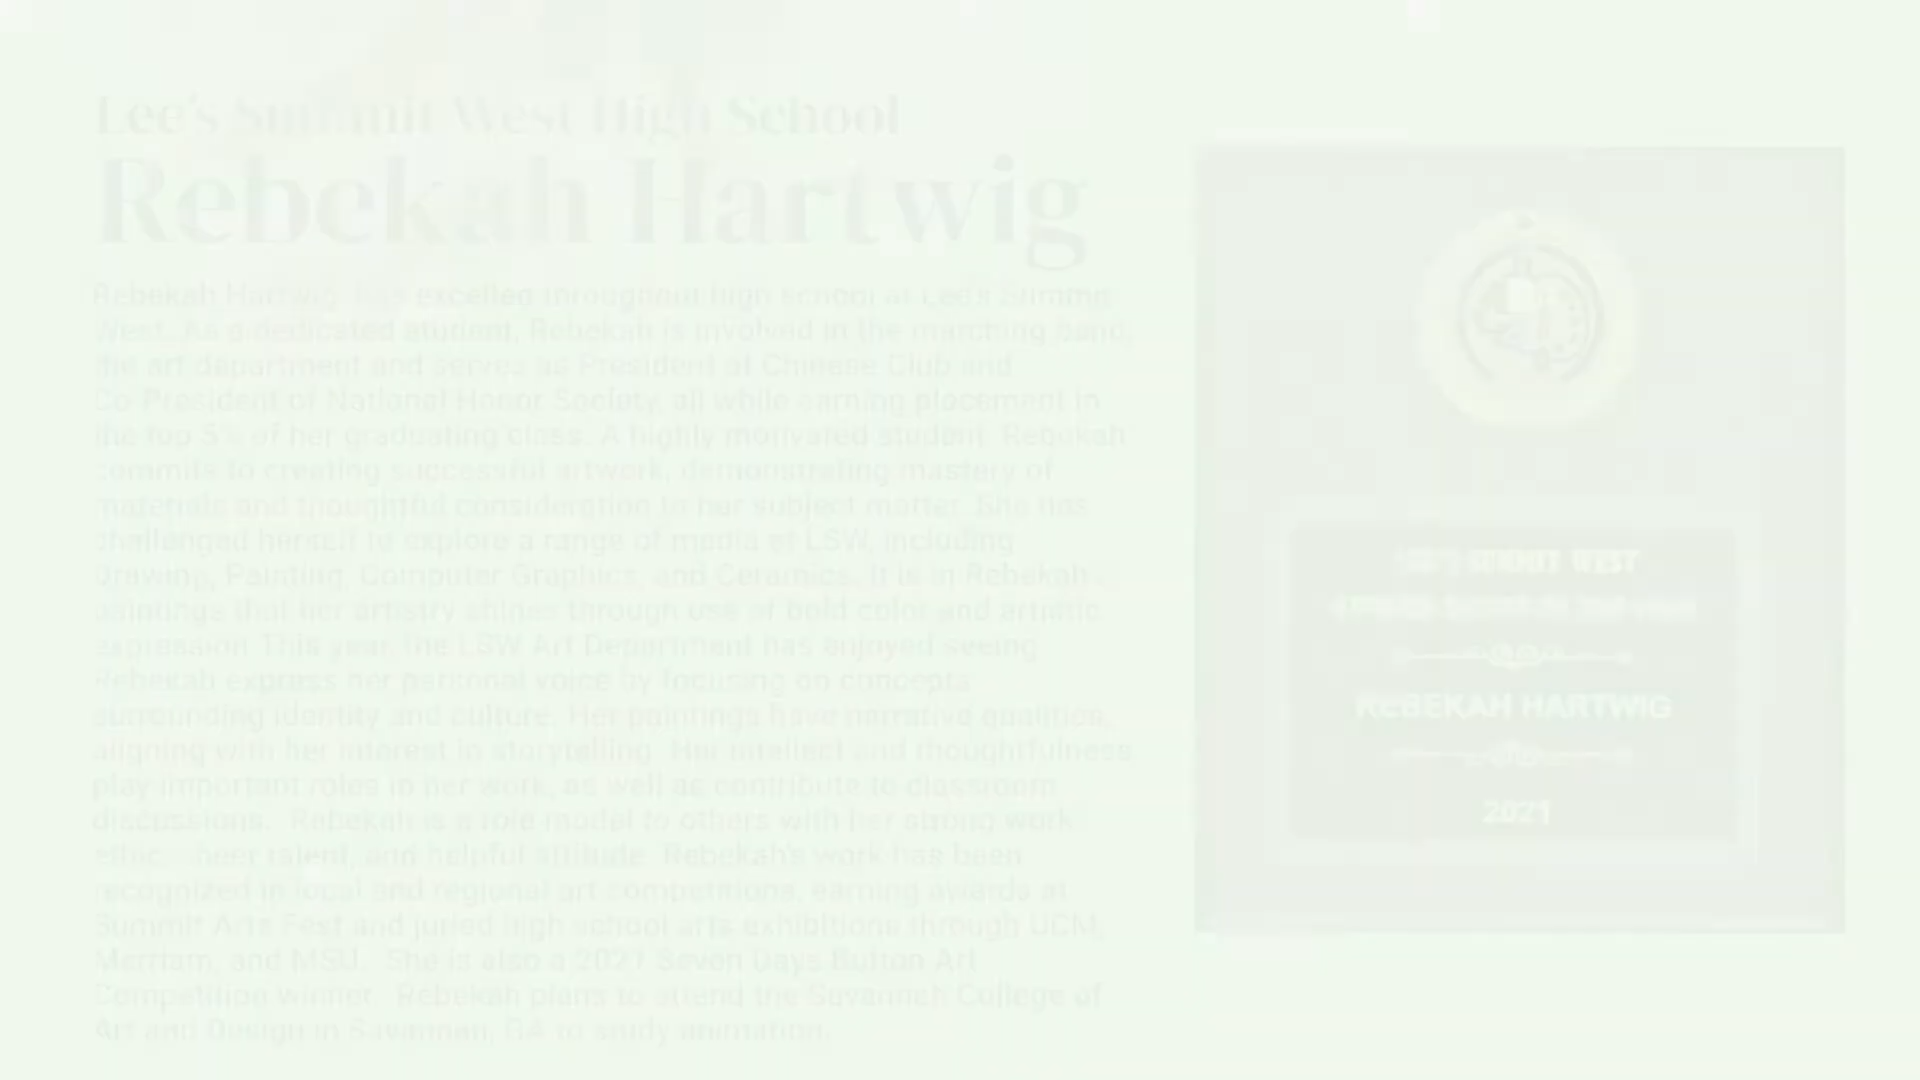 Lee's Summit West High School
Rebekah Hartwig
Rebekah Hartwig has excelled throughout high school at Lee's Summit
West. As a dedicated student, Rebekah is involved in the marching band,
the art department and serves as President of Chinese Club and
Co-President of National Honor Society, all while earning placement in
the top 5% of her graduating class. A highly motivated student, Rebekah
commits to creating successful artwork, demonstrating mastery of
materials and thoughtful consideration to her subject matter. She has
challenged herself to explore a range of media at LSW, including
Drawing, Painting, Computer Graphics, and Ceramics. It is in Rebekah's
paintings that her artistry shines through use of bold color and artistic
expression. This year, the LSW Art Department has enjoyed seeing
Rebekah express her personal voice by focusing on concepts
surrounding identity and culture. Her paintings have narrative qualities,
aligning with her interest in storytelling. Her intellect and thoughtfulness
play important roles in her work, as well as contribute to classroom
discussions. Rebekah is a role model to others with her strong work
talent, and helpful attitude. Rebekah's work has been
recognized in local and regional art competitions, earning awards at
Summit Arts Fest and juried high school arts exhibitions through UCM,
Merriam, and MSU. She is also a 2021 Seven Days Button Art
Competition winner. Rebekah plans to attend the Savannah College of
Art and Design in Savannah, GA to study animation.
SUMMIT WEST
REBEKAH HARTWIG
2021